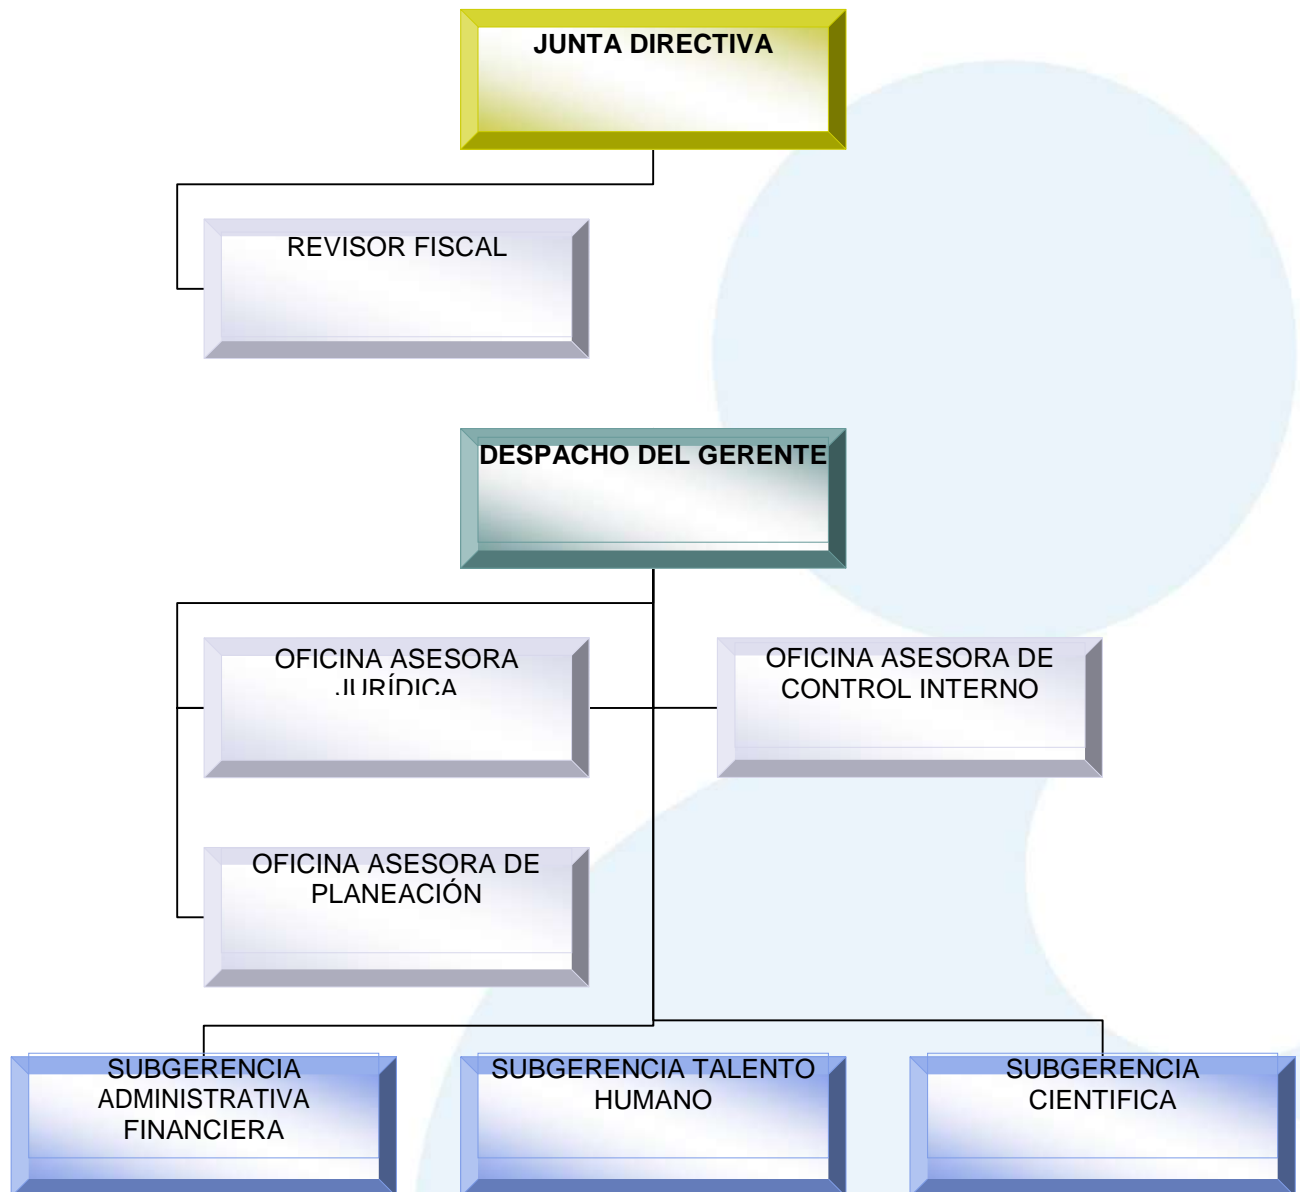 JUNTA DIRECTIVA
REVISOR FISCAL
DESPACHO DEL GERENTE
OFICINA ASESORA
JURÍDICA
OFICINA ASESORA DE
CONTROL INTERNO
OFICINA ASESORA DE
PLANEACIÓN
SUBGERENCIA
ADMINISTRATIVA
FINANCIERA
SUBGERENCIA TALENTO
HUMANO
SUBGERENCIA
CIENTIFICA